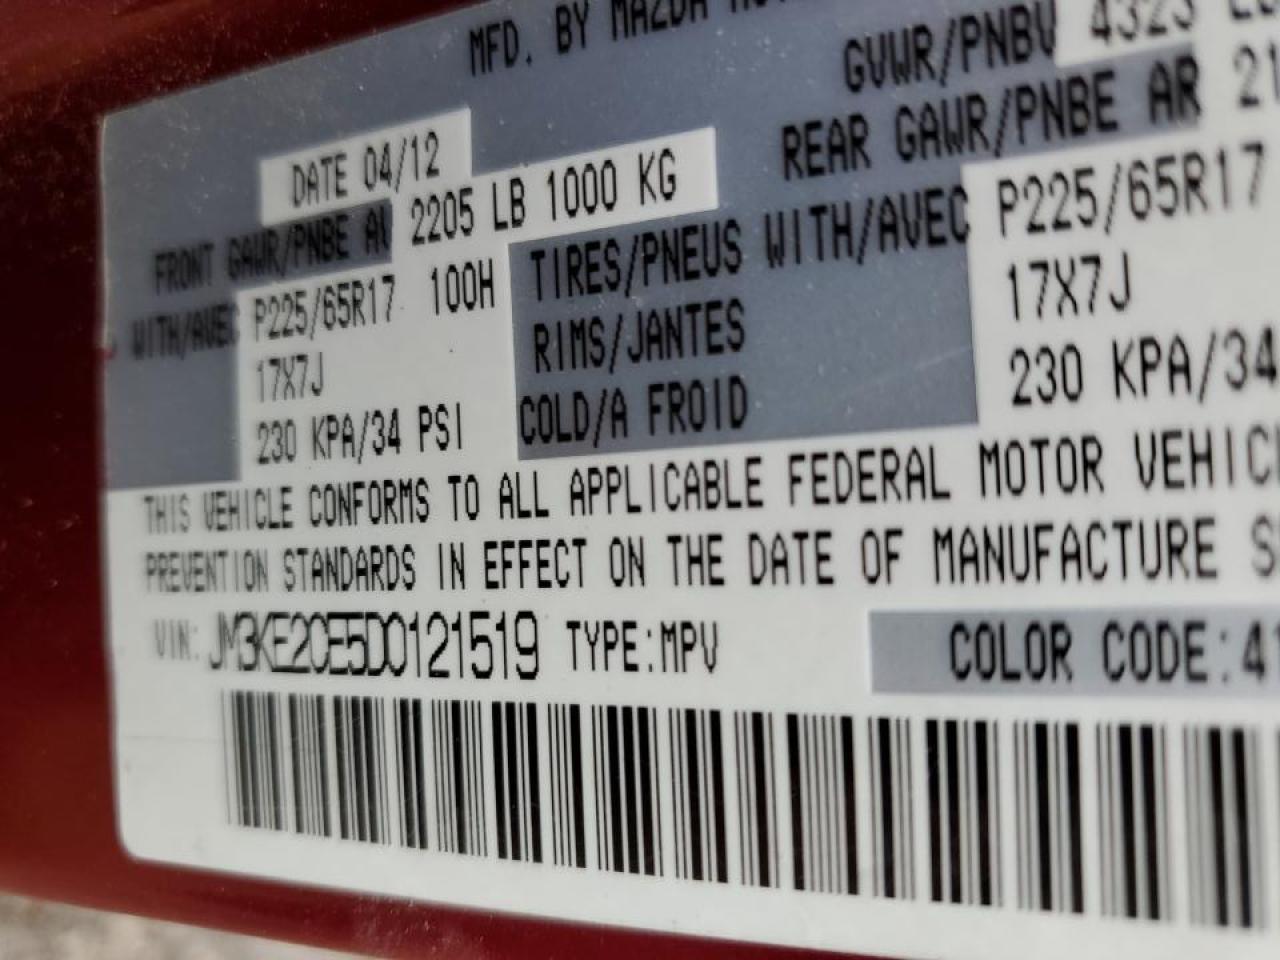 MFD. BY MAZDA
GVWR/PNBV 4323
DATE 04/12
REAR GAWR/PNBE AR 21
FRONT GAWR/PNBE AV 2205 LB 1000 KG
WITH/AVEC P225/65R17 100H TIRES/PNEUS WITH/AVEC P225/65R17
17X7J RIMS/JANTES 17X7J
230 KPA/34 PSI COLD/A FROID 230 KPA/34
THIS VEHICLE CONFORMS TO ALL APPLICABLE FEDERAL MOTOR VEHICL
PREVENTION STANDARDS IN EFFECT ON THE DATE OF MANUFACTURE S
VIN: JM3KE2CE5D0121519 TYPE:MPV COLOR CODE:41